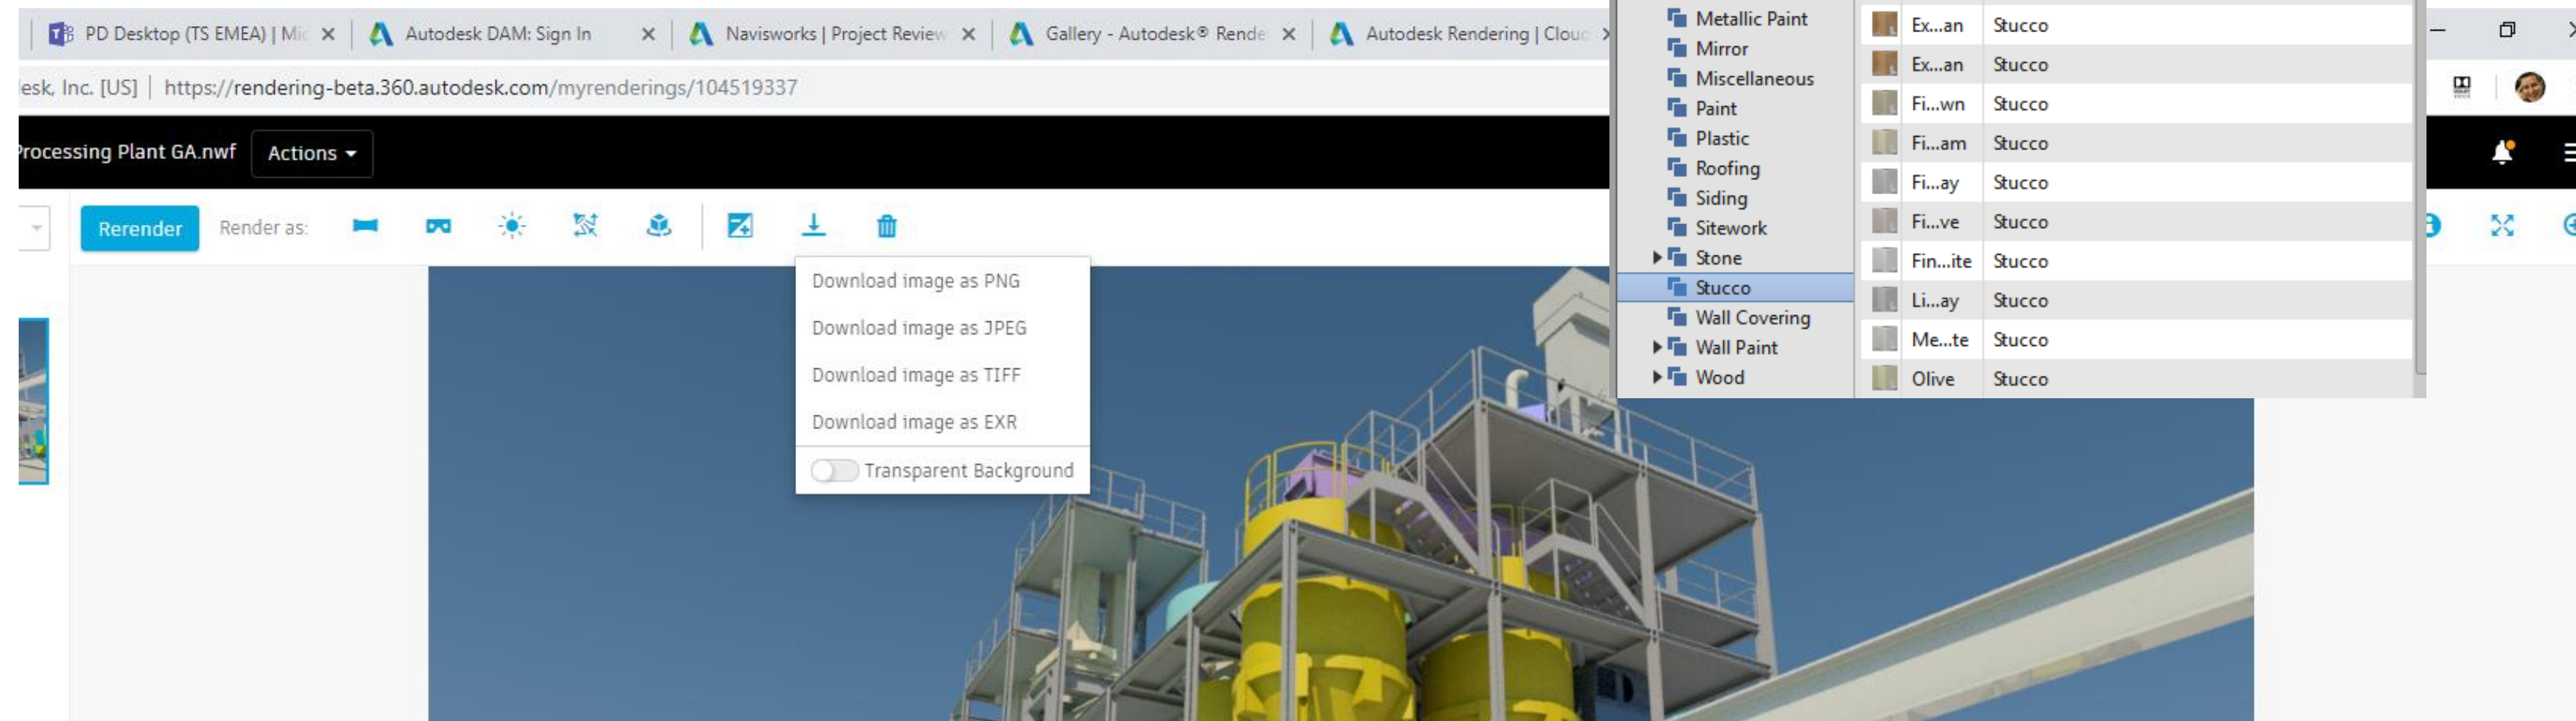 PD Desktop (TS EMEA) | Mic
Autodesk DAM: Sign In
Navisworks | Project Review
Gallery - Autodesk® Rende
Autodesk Rendering | Cloud
esk, Inc. [US] | https://rendering-beta.360.autodesk.com/myrenderings/104519337
Processing Plant GA.nwf
Actions
Rerender
Render as:
Download image as PNG
Download image as JPEG
Download image as TIFF
Download image as EXR
Transparent Background
Metallic Paint
Mirror
Miscellaneous
Paint
Plastic
Roofing
Siding
Sitework
Stone
Stucco
Wall Covering
Wall Paint
Wood
Ex...an Stucco
Ex...an Stucco
Fi...wn Stucco
Fi...am Stucco
Fi...ay Stucco
Fi...ve Stucco
Fin...ite Stucco
Li...ay Stucco
Me...te Stucco
Olive Stucco